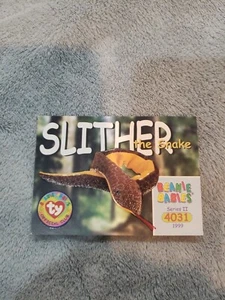 SLITHER
the snake
BEANIE
BABIES
Series II
4031
1999
ty